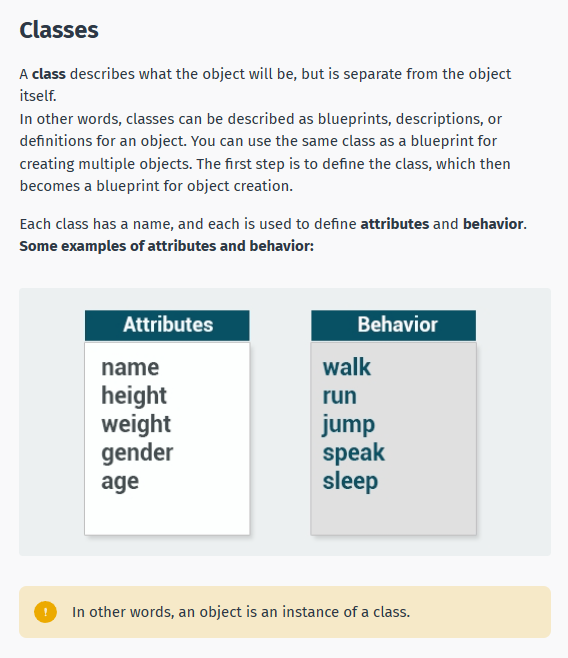 Classes
A class describes what the object will be, but is separate from the object
itself.
In other words, classes can be described as blueprints, descriptions, or
definitions for an object. You can use the same class as a blueprint for
creating multiple objects. The first step is to define the class, which then
becomes a blueprint for object creation.
Each class has a name, and each is used to define attributes and behavior.
Some examples of attributes and behavior:
Attributes
name
height
weight
gender
age
Behavior
walk
run
jump
speak
sleep
! In other words, an object is an instance of a class.